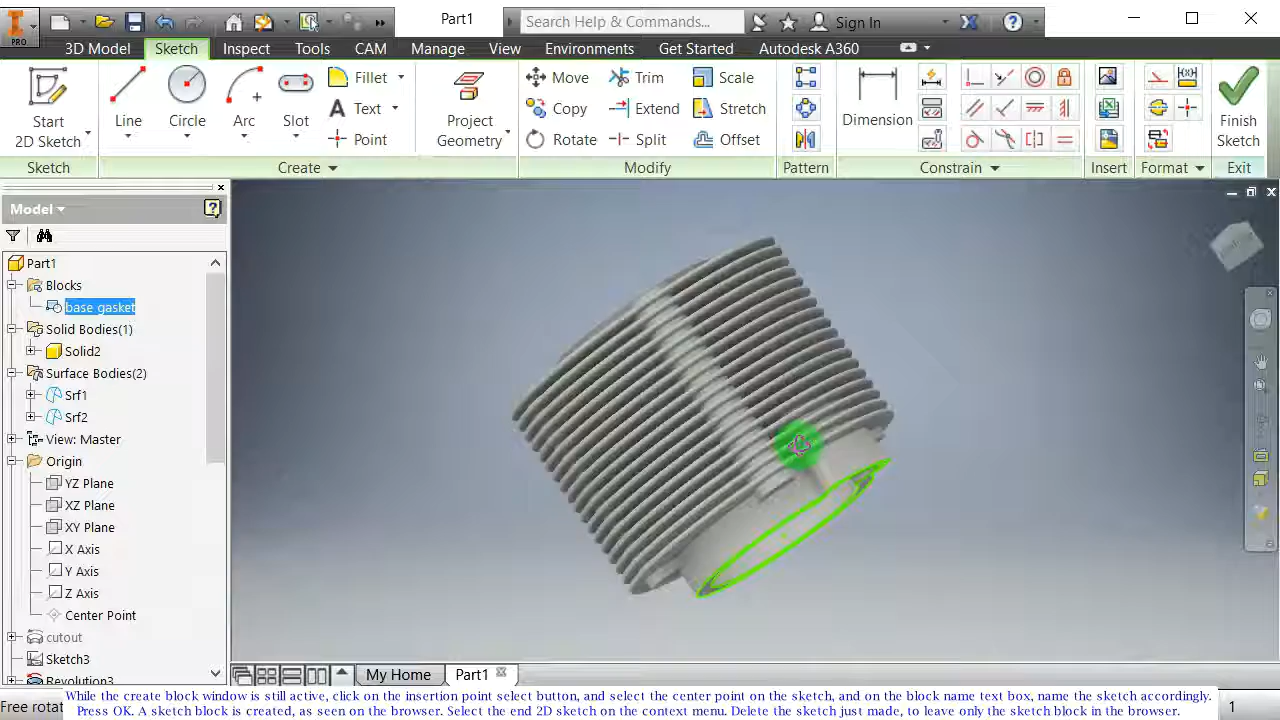 PRO
Part1
Search Help & Commands...
Sign In
3D Model Sketch Inspect Tools CAM Manage View Environments Get Started Autodesk A360
Start 2D Sketch
Line
Circle
Arc
Slot
Fillet
Text
Point
Project Geometry
Move
Copy
Rotate
Trim
Extend
Split
Scale
Stretch
Offset
Dimension
Finish Sketch
Sketch Create Modify Pattern Constrain Insert Format Exit
Model
Part1
Blocks
base gasket
Solid Bodies(1)
Solid2
Surface Bodies(2)
Srf1
Srf2
View: Master
Origin
YZ Plane
XZ Plane
XY Plane
X Axis
Y Axis
Z Axis
Center Point
cutout
Sketch3
Revolution3
My Home Part1
Free rotat
While the create block window is still active, click on the insertion point select button, and select the center point on the sketch, and on the block name text box, name the sketch accordingly.
Press OK. A sketch block is created, as seen on the browser. Select the end 2D sketch on the context menu. Delete the sketch just made, to leave only the sketch block in the browser.
1